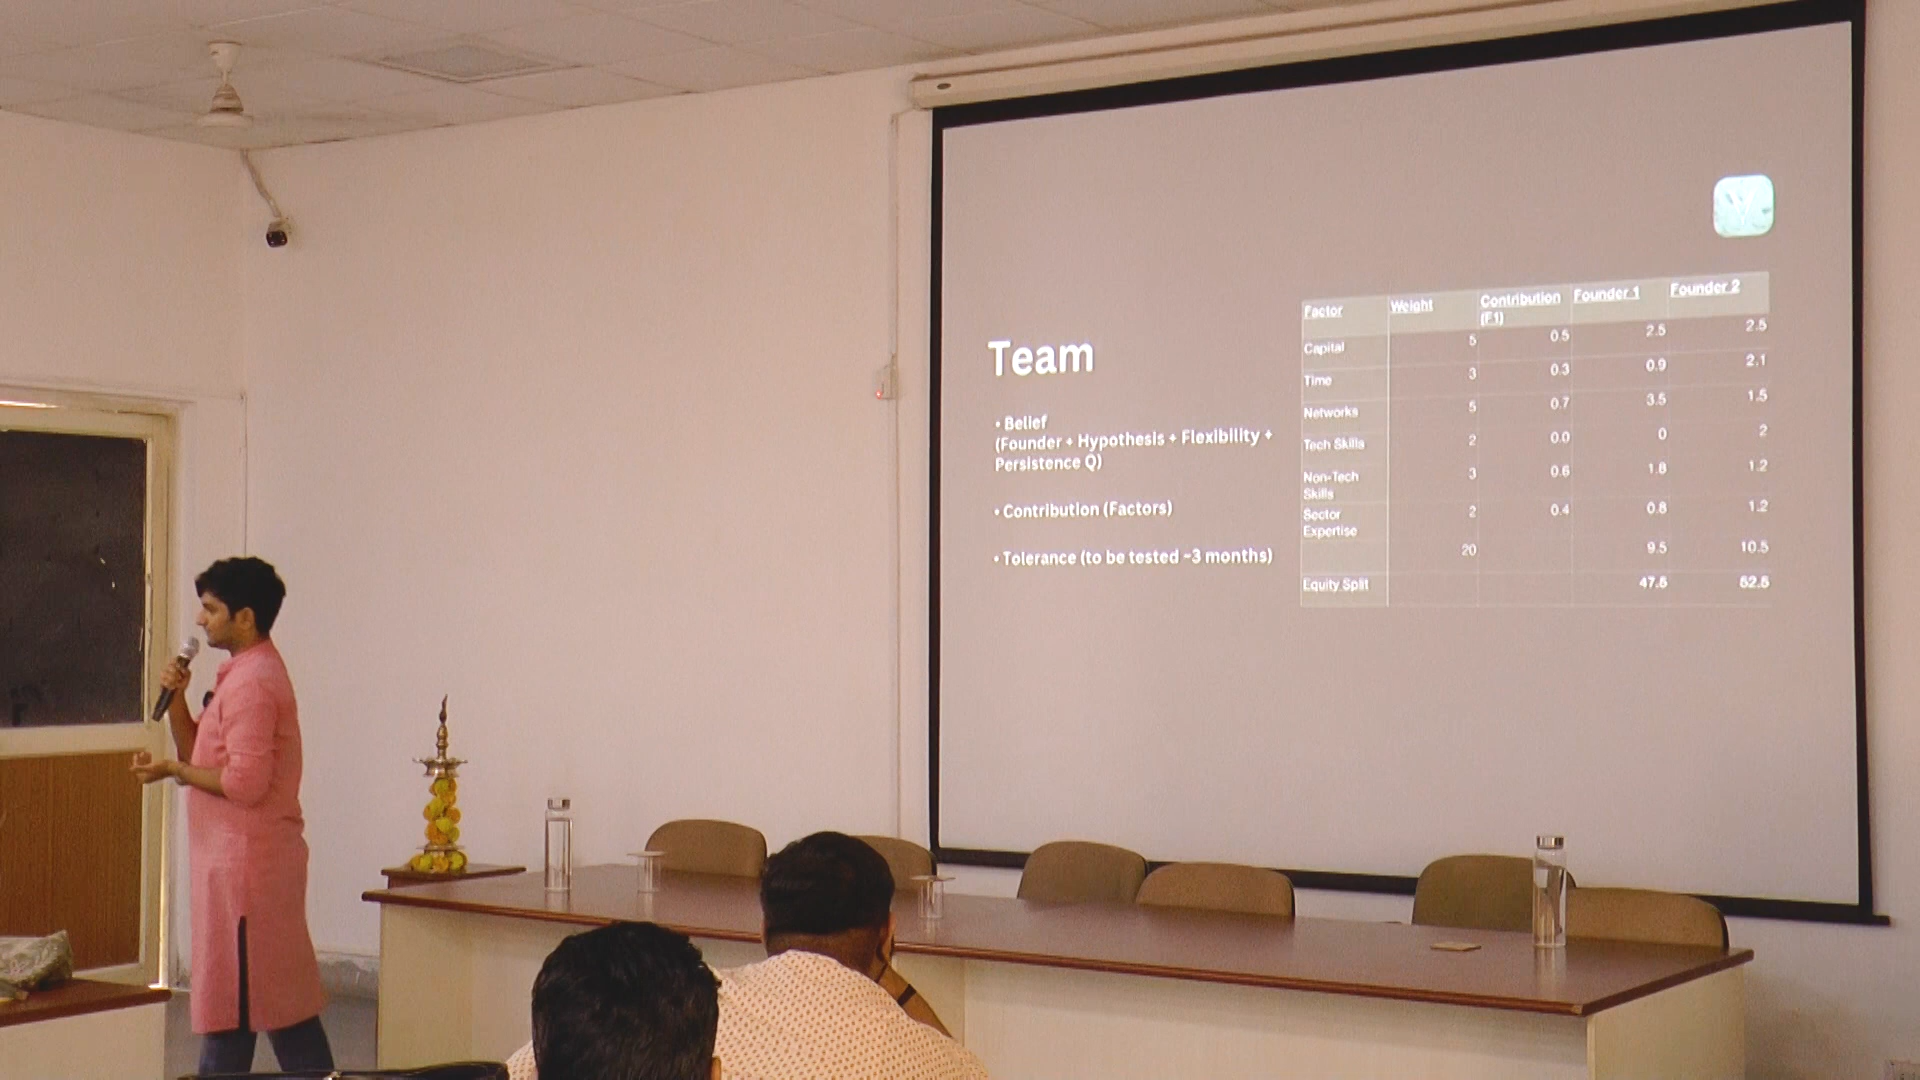 Team
• Belief
(Founder + Hypothesis + Flexibility +
Persistence Q)
• Contribution (Factors)
• Tolerance (to be tested ~3 months)
Factor Weight Contribution (F1) Founder 1 Founder 2
Capital 5 0.5 2.5 2.5
Time 3 0.3 0.9 2.1
Networks 5 0.7 3.5 1.5
Tech Skills 2 0.0 0 2
Non-Tech Skills 3 0.6 1.8 1.2
Sector Expertise 2 0.4 0.8 1.2
20 9.5 10.5
Equity Split 47.5 52.5